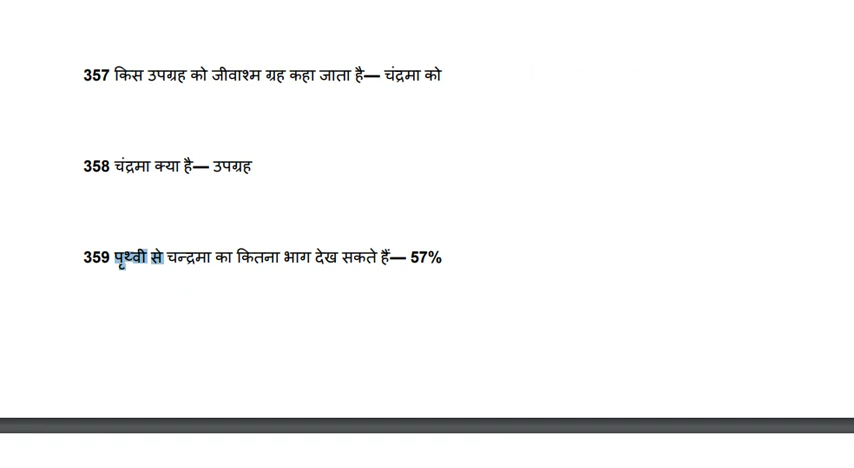 357 किस उपग्रह को जीवाश्म ग्रह कहा जाता है— चंद्रमा को
358 चंद्रमा क्या है— उपग्रह
359 पृथ्वी से चन्द्रमा का कितना भाग देख सकते हैं— 57%